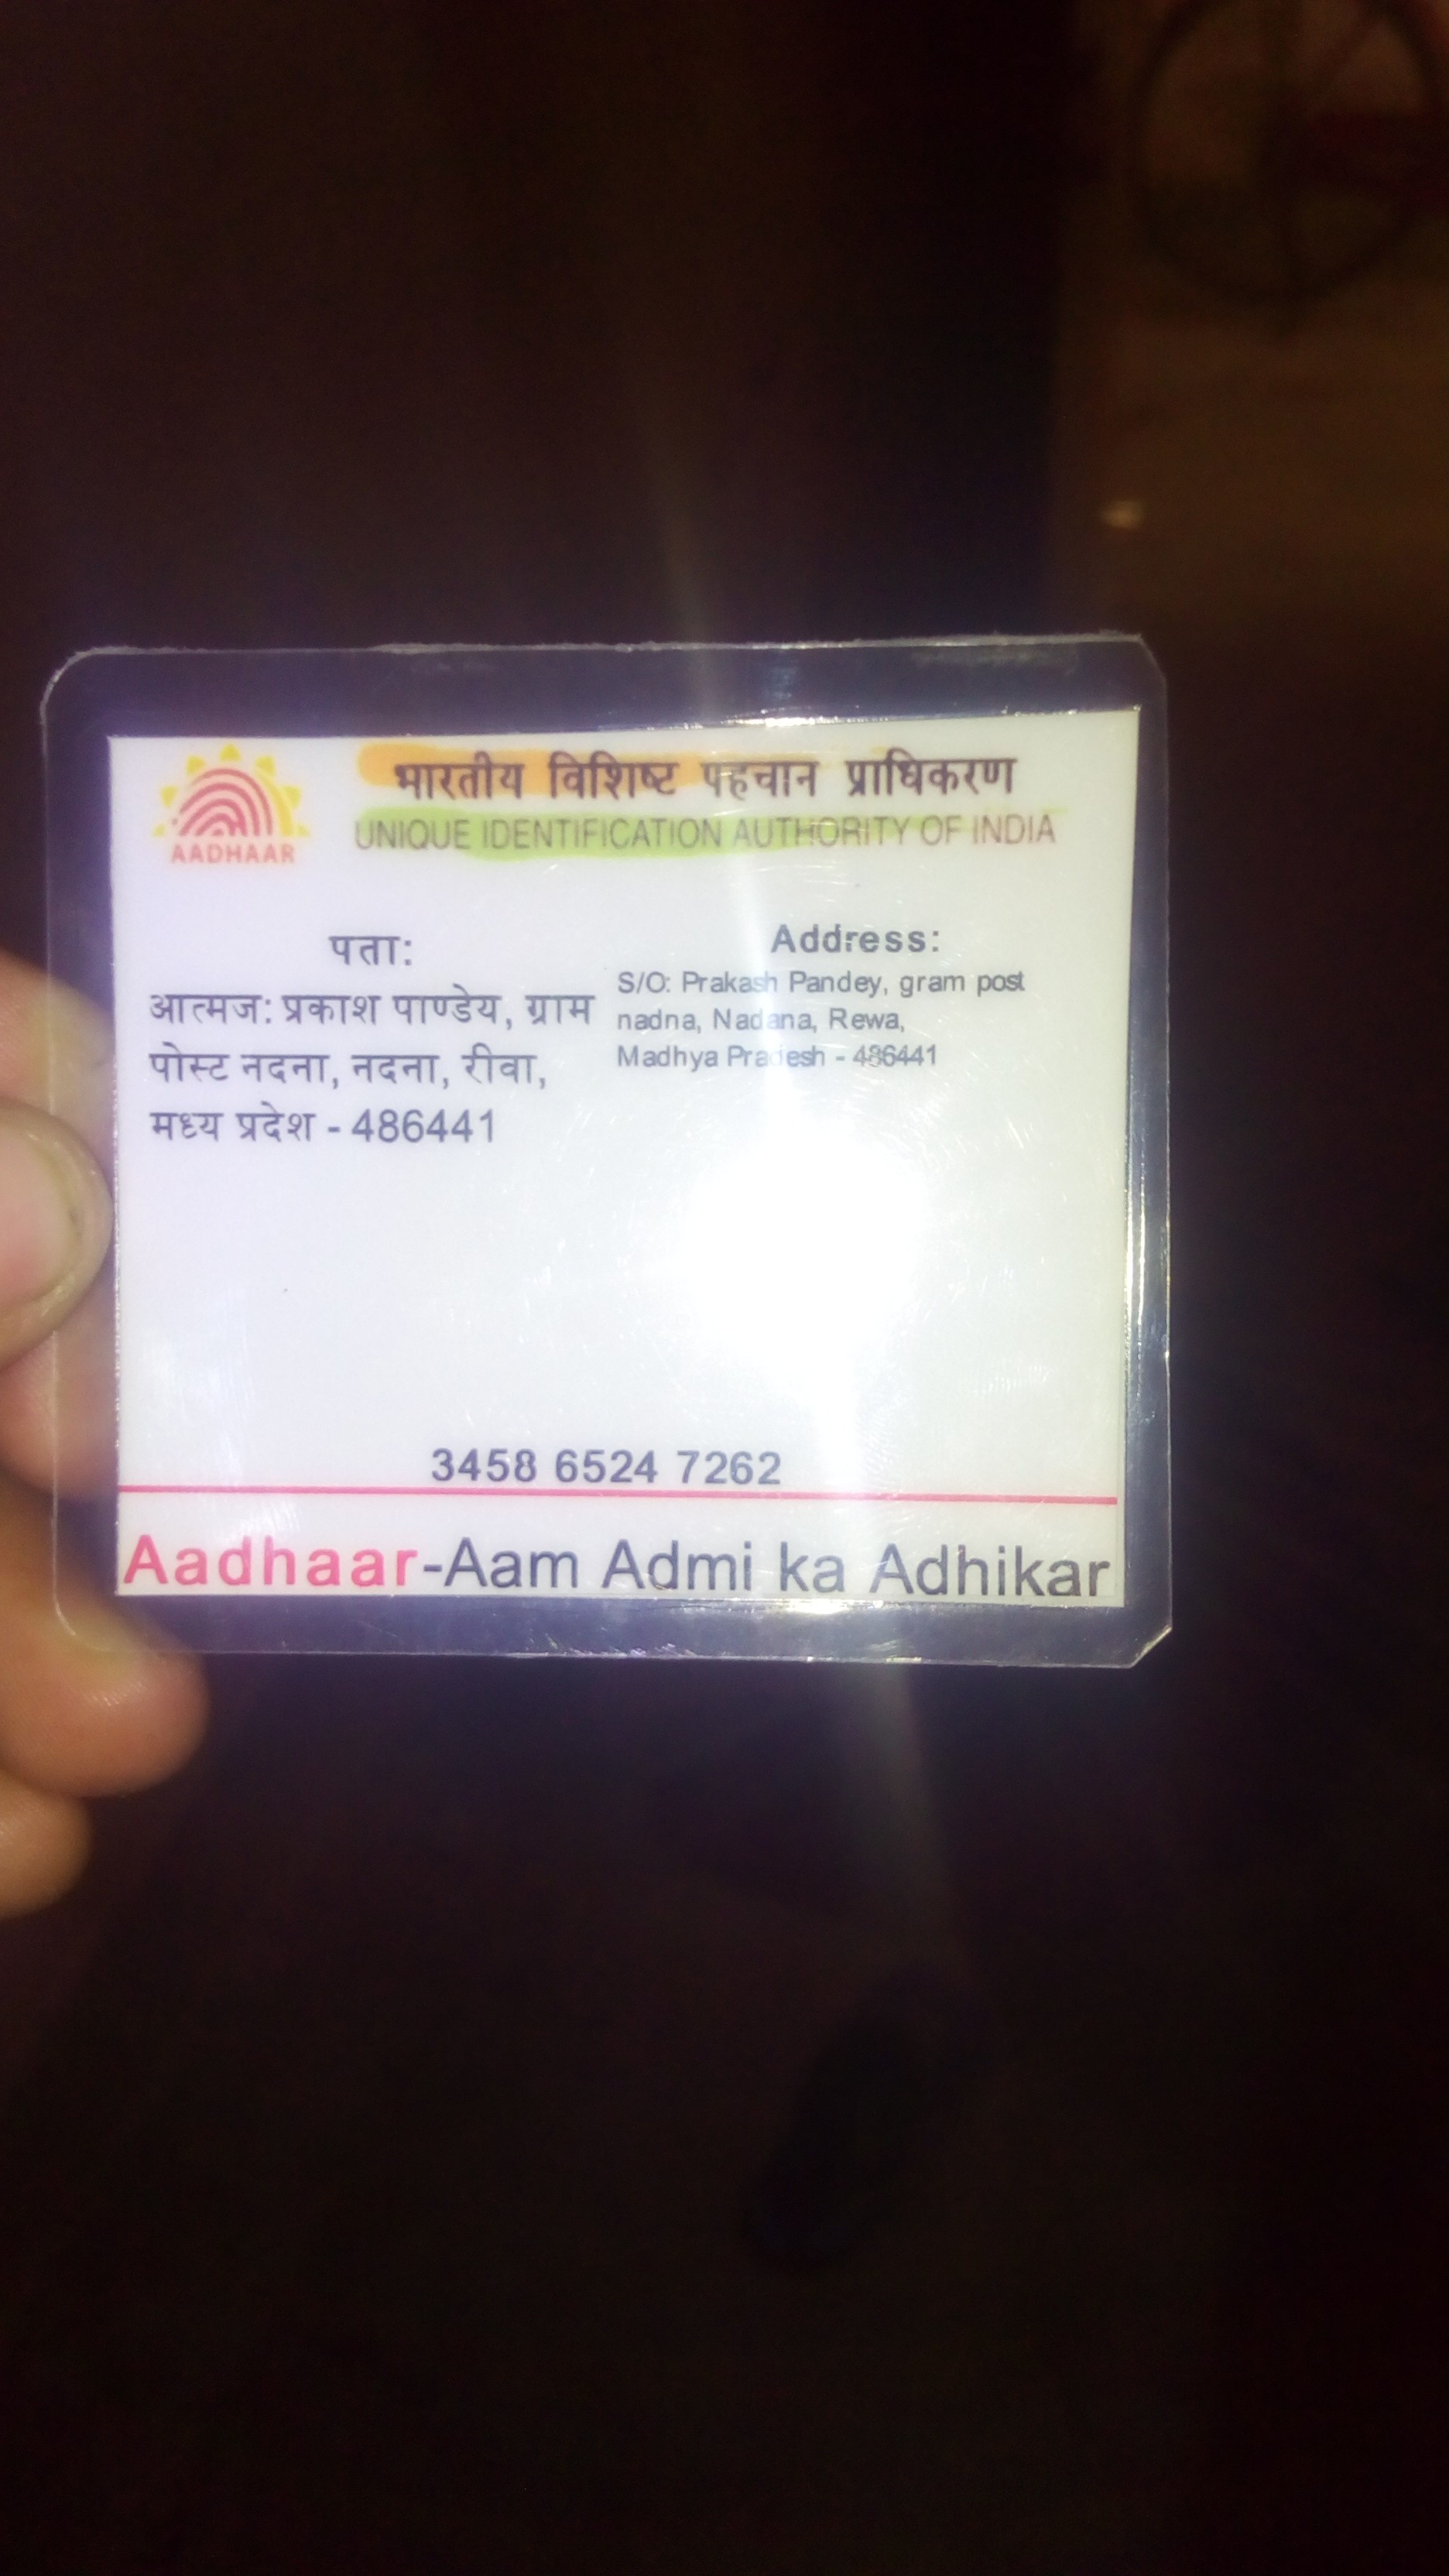 भारतीय विशिष्ट पहचान प्राधिकरण
UNIQUE IDENTIFICATION AUTHORITY OF INDIA
AADHAAR
पता:
आत्मज: प्रकाश पाण्डेय, ग्राम
पोस्ट नदना, नदना, रीवा,
मध्य प्रदेश - 486441
Address:
S/O: Prakash Pandey, gram post
nadna, Nadana, Rewa,
Madhya Pradesh - 486441
3458 6524 7262
Aadhaar-Aam Admi ka Adhikar